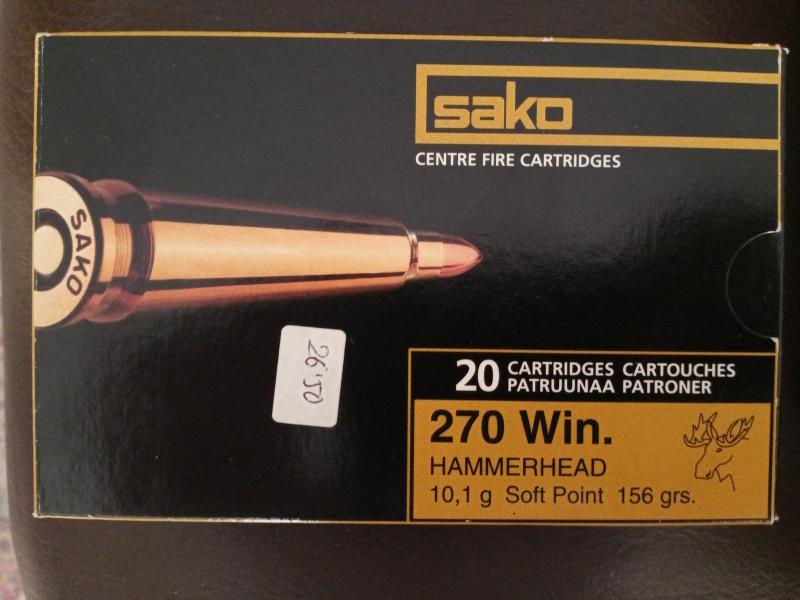 sako
CENTRE FIRE CARTRIDGES
SAKO
26'50
20 CARTRIDGES CARTOUCHES
PATRUUNAA PATRONER
270 Win.
HAMMERHEAD
10,1 g Soft Point 156 grs.